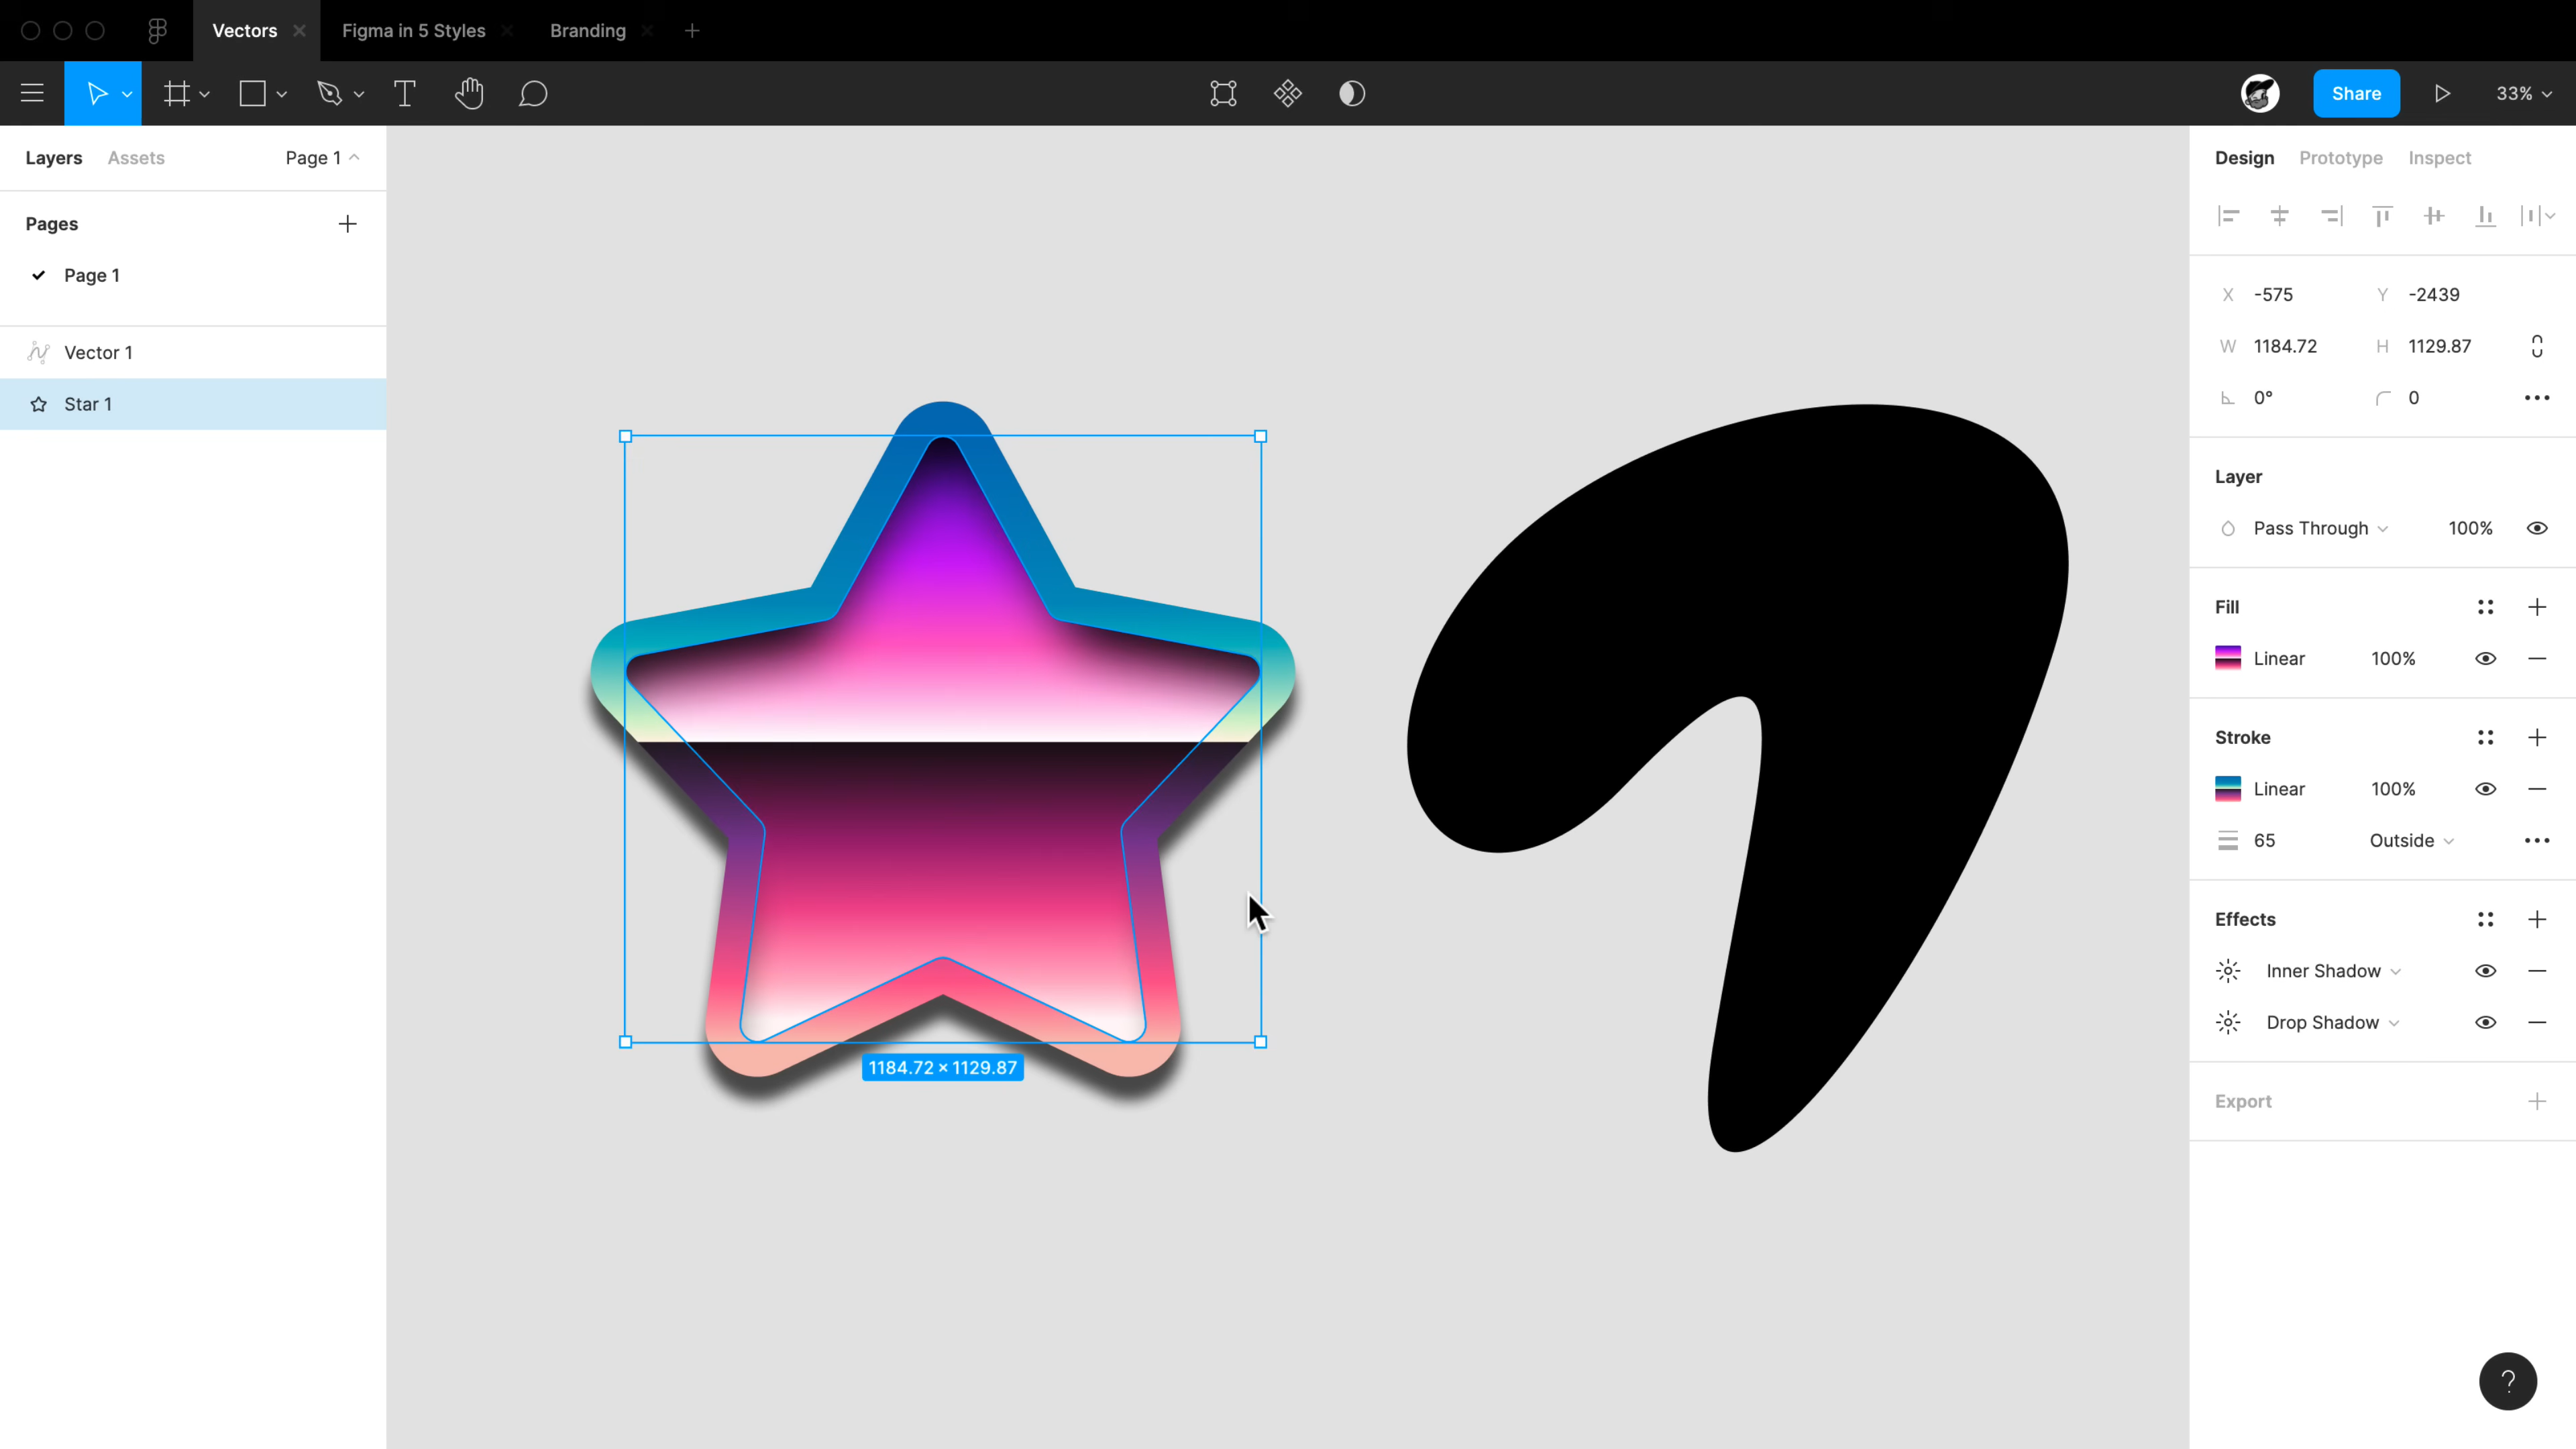 Vectors Figma in 5 Styles Branding
Share 33%
Layers Assets Page 1
Pages
Page 1
Vector 1
Star 1
1184.72 × 1129.87
Design Prototype Inspect
X -575 Y -2439
W 1184.72 H 1129.87
0° 0
Layer
Pass Through 100%
Fill
Linear 100%
Stroke
Linear 100%
65 Outside
Effects
Inner Shadow
Drop Shadow
Export
?